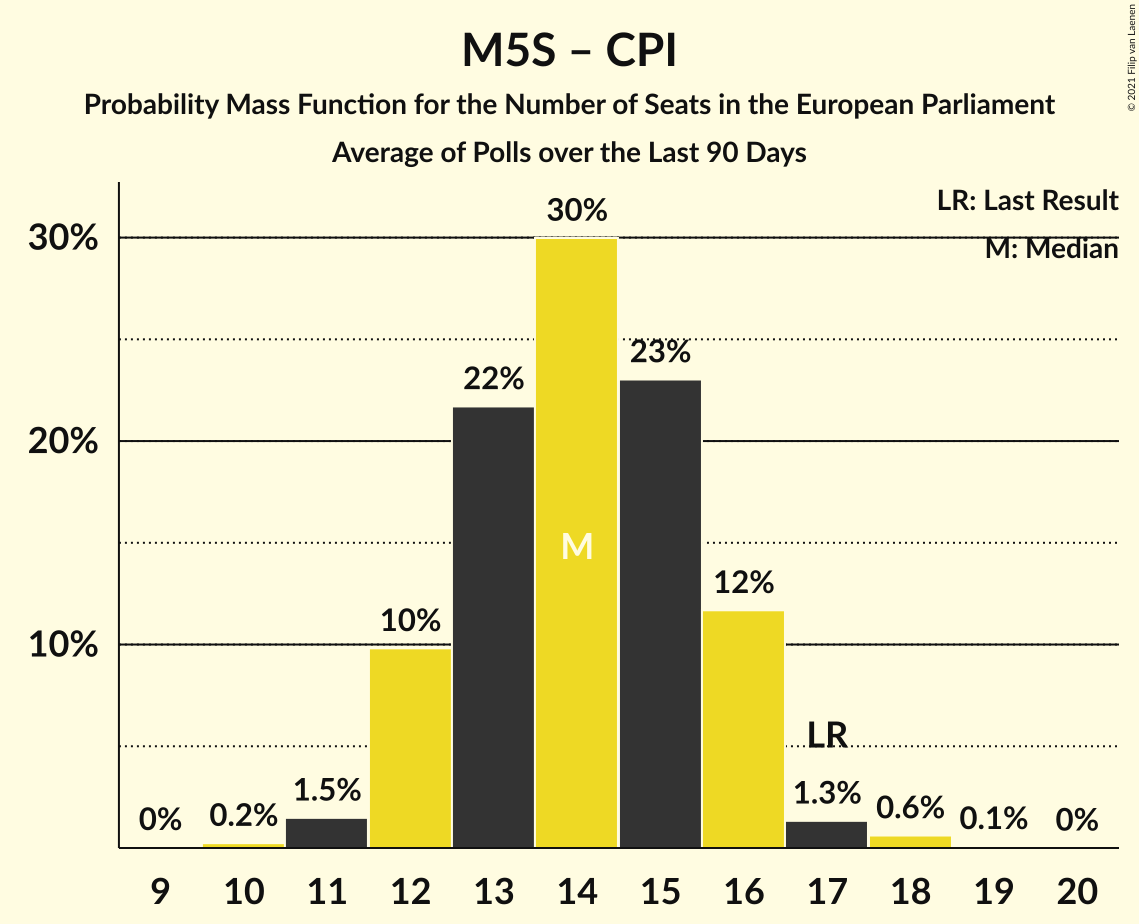 M5S – CPI
Probability Mass Function for the Number of Seats in the European Parliament
Average of Polls over the Last 90 Days
© 2021 Filip van Laenen
LR: Last Result
M: Median
30%
20%
10%
0%
0.2%
1.5%
10%
22%
30%
23%
12%
1.3%
0.6%
0.1%
0%
M
LR
9 10 11 12 13 14 15 16 17 18 19 20